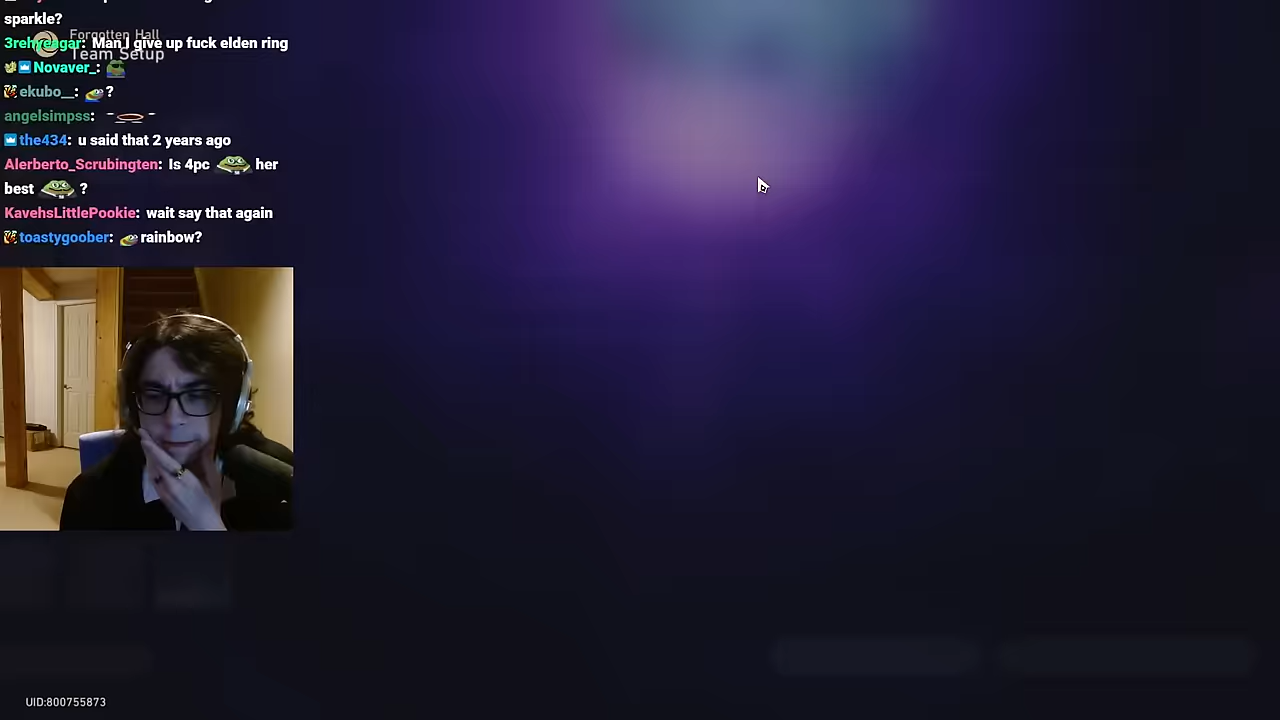 sparkle?
Forgotten Hall
3rehyeagar: Man I give up fuck elden ring
Team Setup
Novaver_:
ekubo__: ?
angelsimpss:
the434: u said that 2 years ago
Alerberto_Scrubingten: Is 4pc her
best ?
KavehsLittlePookie: wait say that again
toastygoober: rainbow?
UID:800755873